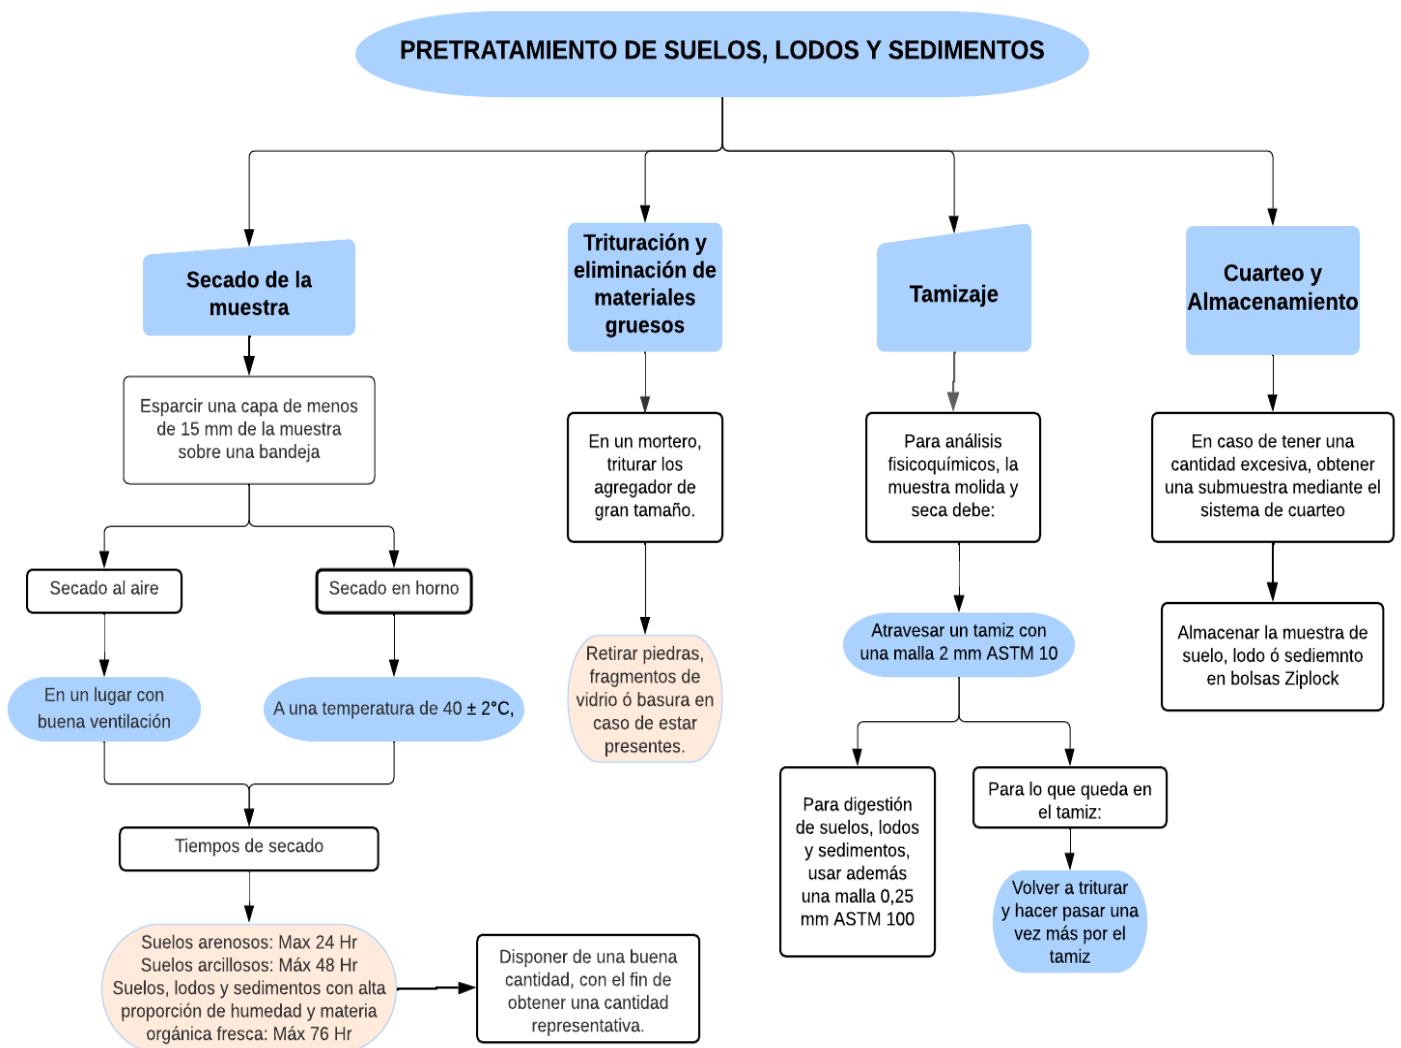 PRETRATAMIENTO DE SUELOS, LODOS Y SEDIMENTOS
Secado de la
muestra
Esparcir una capa de menos
de 15 mm de la muestra
sobre una bandeja
Secado al aire
Secado en horno
En un lugar con
buena ventilación
A una temperatura de 40 ± 2°C,
Tiempos de secado
Suelos arenosos: Max 24 Hr
Suelos arcillosos: Máx 48 Hr
Suelos, lodos y sedimentos con alta
proporción de humedad y materia
orgánica fresca: Máx 76 Hr
Disponer de una buena
cantidad, con el fin de
obtener una cantidad
representativa.
Trituración y
eliminación de
materiales
gruesos
En un mortero,
triturar los
agregador de
gran tamaño.
Retirar piedras,
fragmentos de
vidrio ó basura en
caso de estar
presentes.
Tamizaje
Para análisis
fisicoquímicos, la
muestra molida y
seca debe:
Atravesar un tamiz con
una malla 2 mm ASTM 10
Para digestión
de suelos, lodos
y sedimentos,
usar además
una malla 0,25
mm ASTM 100
Para lo que queda en
el tamiz:
Volver a triturar
y hacer pasar una
vez más por el
tamiz
Cuarteo y
Almacenamiento
En caso de tener una
cantidad excesiva, obtener
una submuestra mediante el
sistema de cuarteo
Almacenar la muestra de
suelo, lodo ó sediemnto
en bolsas Ziplock